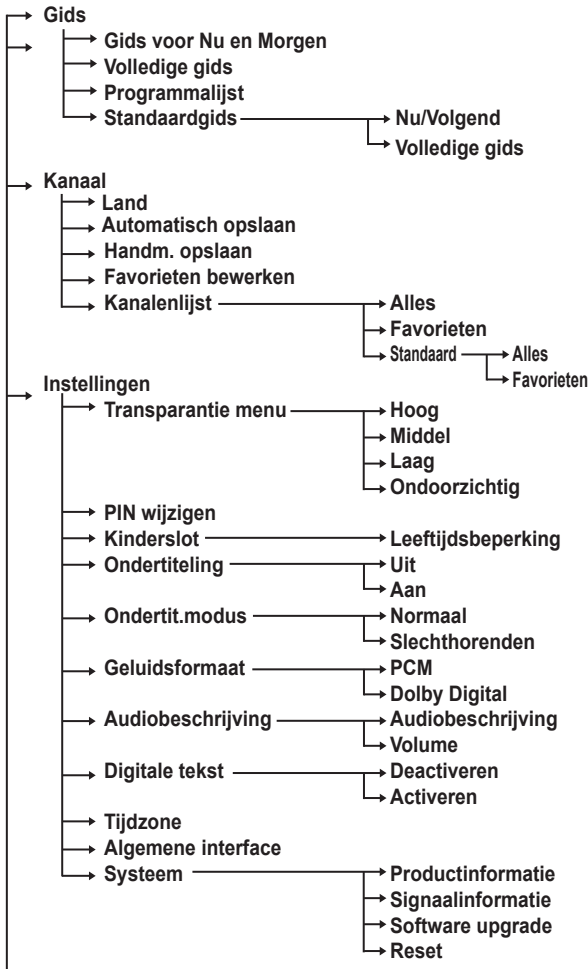 Gids
Gids voor Nu en Morgen
Volledige gids
Programmalijst
Standaardgids
Nu/Volgend
Volledige gids
Kanaal
Land
Automatisch opslaan
Handm. opslaan
Favorieten bewerken
Kanalenlijst
Alles
Favorieten
Standaard
Alles
Favorieten
Instellingen
Transparantie menu
Hoog
Middel
Laag
Ondoorzichtig
PIN wijzigen
Kinderslot
Leeftijdsbeperking
Ondertiteling
Uit
Aan
Ondertit.modus
Normaal
Slechthorenden
Geluidsformaat
PCM
Dolby Digital
Audiobeschrijving
Audiobeschrijving
Volume
Digitale tekst
Deactiveren
Activeren
Tijdzone
Algemene interface
Systeem
Productinformatie
Signaalinformatie
Software upgrade
Reset